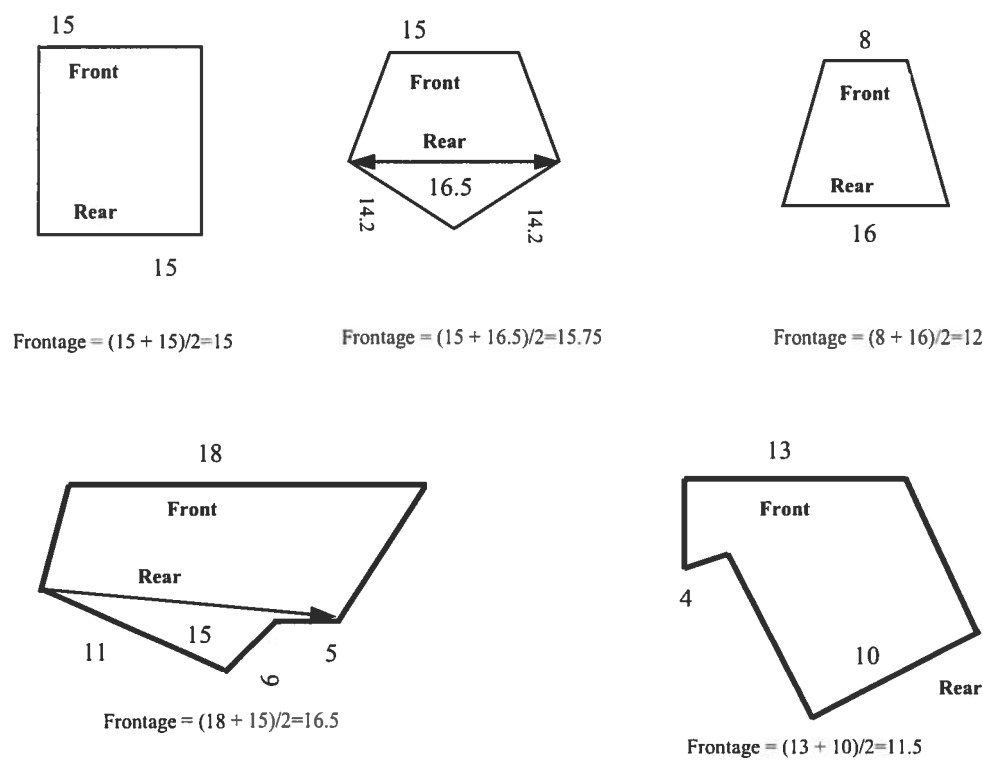 15
Front
Rear
15
Frontage = (15 + 15)/2=15
15
Front
Rear
16.5
14.2
14.2
Frontage = (15 + 16.5)/2=15.75
8
Front
Rear
16
Frontage = (8 + 16)/2=12
18
Front
Rear
15
11
6
5
Frontage = (18 + 15)/2=16.5
13
Front
4
10
Rear
Frontage = (13 + 10)/2=11.5